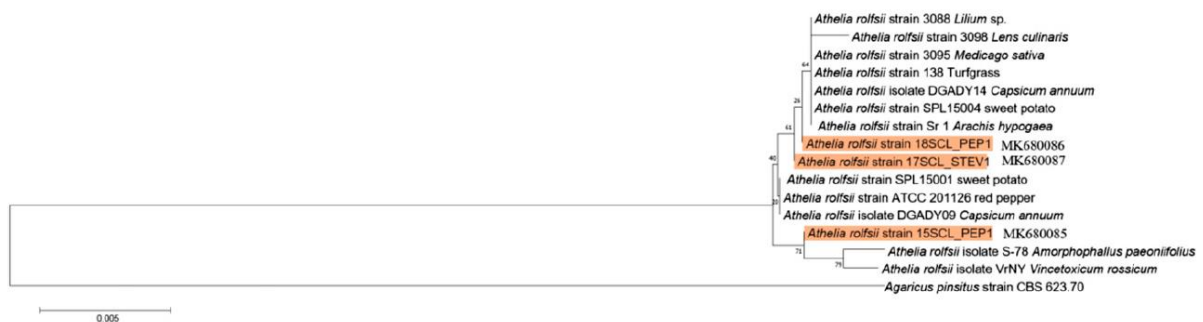 Athelia rolfsii strain 3088 Lilium sp.
Athelia rolfsii strain 3098 Lens culinaris
64
Athelia rolfsii strain 3095 Medicago sativa
Athelia rolfsii strain 138 Turfgrass
Athelia rolfsii isolate DGADY14 Capsicum annuum
26
Athelia rolfsii strain SPL15004 sweet potato
Athelia rolfsii strain Sr 1 Arachis hypogaea
61
Athelia rolfsii strain 18SCL_PEP1 MK680086
Athelia rolfsii strain 17SCL_STEV1 MK680087
40
Athelia rolfsii strain SPL15001 sweet potato
Athelia rolfsii strain ATCC 201126 red pepper
Athelia rolfsii isolate DGADY09 Capsicum annuum
Athelia rolfsii strain 15SCL_PEP1 MK680085
71
Athelia rolfsii isolate S-78 Amorphophallus paeoniifolius
79
Athelia rolfsii isolate VrNY Vincetoxicum rossicum
Agaricus pinsitus strain CBS 623.70
0.005